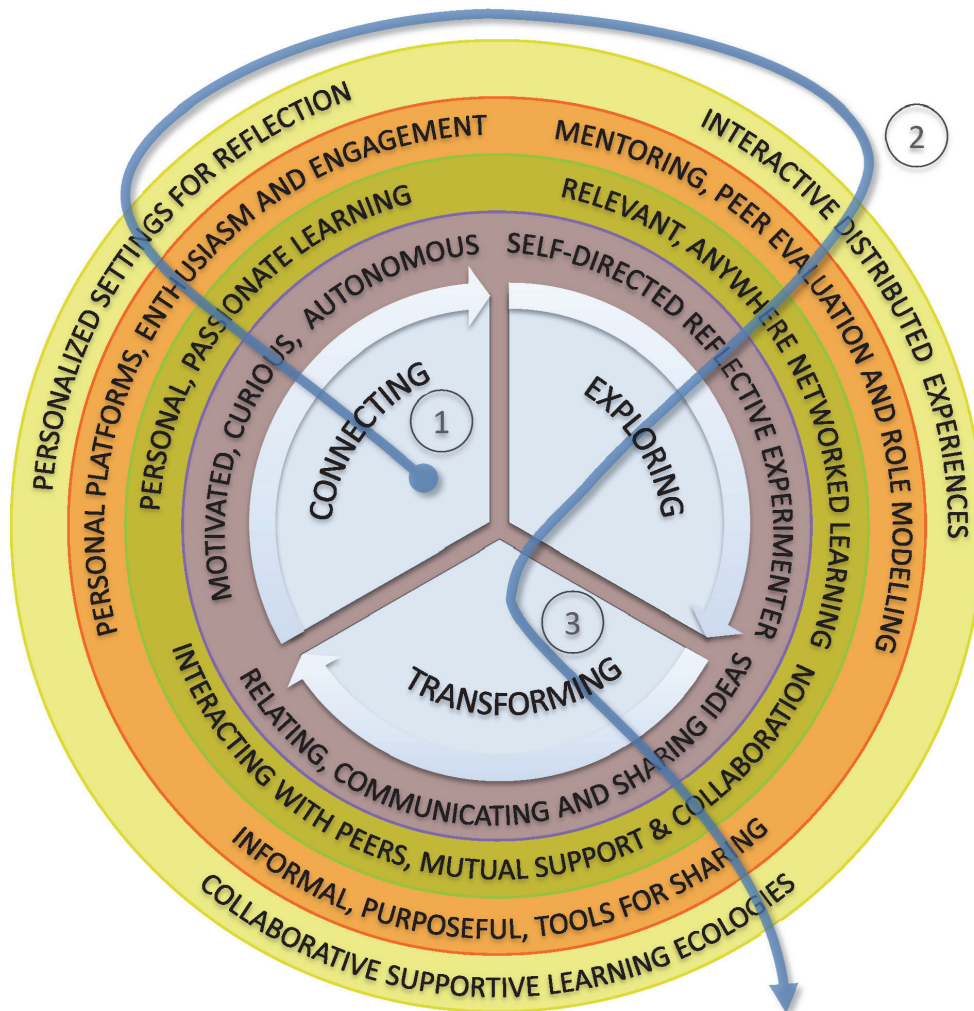 PERSONALIZED SETTINGS FOR REFLECTION
INTERACTIVE DISTRIBUTED EXPERIENCES
COLLABORATIVE SUPPORTIVE LEARNING ECOLOGIES
PERSONAL PLATFORMS, ENTHUSIASM AND ENGAGEMENT
MENTORING, PEER EVALUATION AND ROLE MODELLING
INFORMAL, PURPOSEFUL, TOOLS FOR SHARING
PERSONAL, PASSIONATE LEARNING
RELEVANT, ANYWHERE NETWORKED LEARNING
INTERACTING WITH PEERS, MUTUAL SUPPORT & COLLABORATION
MOTIVATED, CURIOUS, AUTONOMOUS
SELF-DIRECTED REFLECTIVE EXPERIMENTER
RELATING, COMMUNICATING AND SHARING IDEAS
CONNECTING
1
EXPLORING
2
TRANSFORMING
3